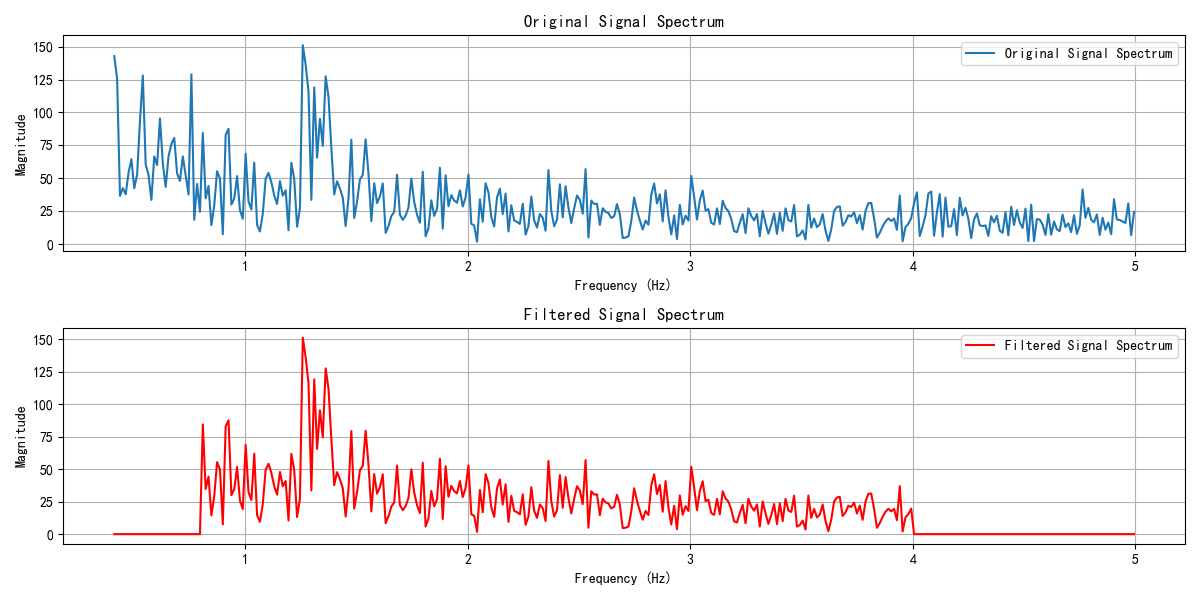 Original Signal Spectrum
Original Signal Spectrum
150
125
100
75
50
25
0
Magnitude
1 2 3 4 5
Frequency (Hz)
Filtered Signal Spectrum
Filtered Signal Spectrum
150
125
100
75
50
25
0
Magnitude
1 2 3 4 5
Frequency (Hz)